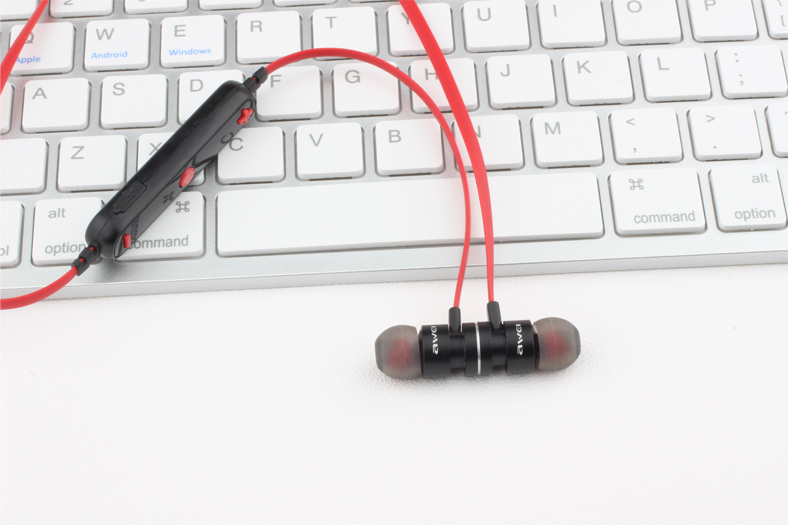 Q W E R T Y U I O P
Apple Android Windows
A S D F G H J K L : ;
Z X C V B N M < , > .
alt ⌘ ⌘ alt
option command command option
awei awei